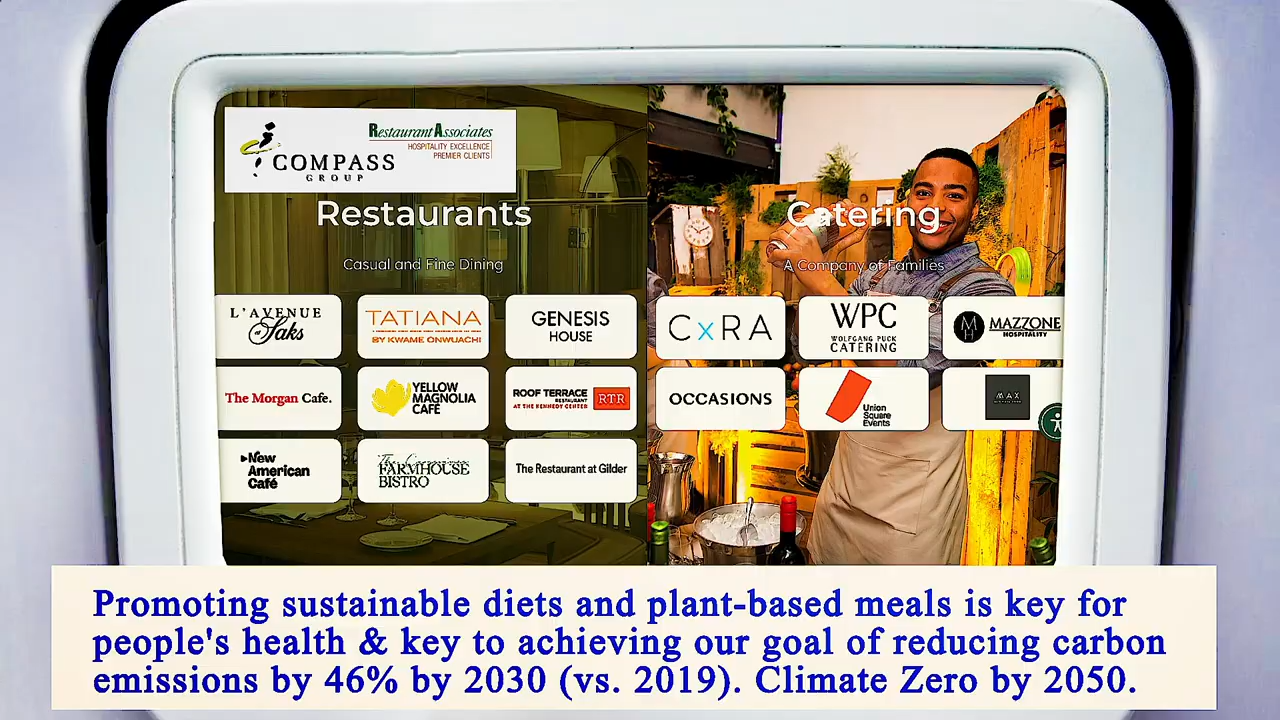 COMPASS
GROUP
Restaurant Associates
HOSPITALITY EXCELLENCE
PREMIER CLIENTS
Restaurants
Casual and Fine Dining
L'AVENUE
at Saks
TATIANA
BY KWAME ONWUACHI
GENESIS
HOUSE
The Morgan Cafe.
YELLOW
MAGNOLIA
CAFÉ
ROOF TERRACE
RESTAURANT
AT THE KENNEDY CENTER
RTR
New
American
Café
FARMHOUSE
BISTRO
The Restaurant at Gilder
Catering
A Company of Families
CxRA
WPC
WOLFGANG PUCK
CATERING
MH
MAZZONE
HOSPITALITY
OCCASIONS
Union
Square
Events
MAX
Promoting sustainable diets and plant-based meals is key for
people's health & key to achieving our goal of reducing carbon
emissions by 46% by 2030 (vs. 2019). Climate Zero by 2050.